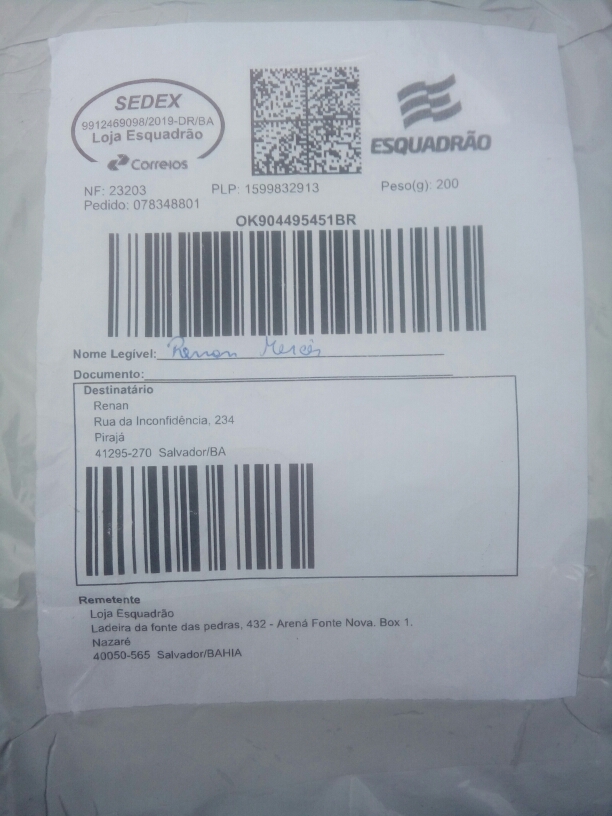 SEDEX
9912469098/2019-DR/BA
Loja Esquadrão
Correios
ESQUADRÃO
NF: 23203 PLP: 1599832913 Peso(g): 200
Pedido: 078348801
OK904495451BR
Nome Legível: Renan Mercês
Documento:
Destinatário
Renan
Rua da Inconfidência, 234
Pirajá
41295-270 Salvador/BA
Remetente
Loja Esquadrão
Ladeira da fonte das pedras, 432 - Arena Fonte Nova. Box 1.
Nazaré
40050-565 Salvador/BAHIA